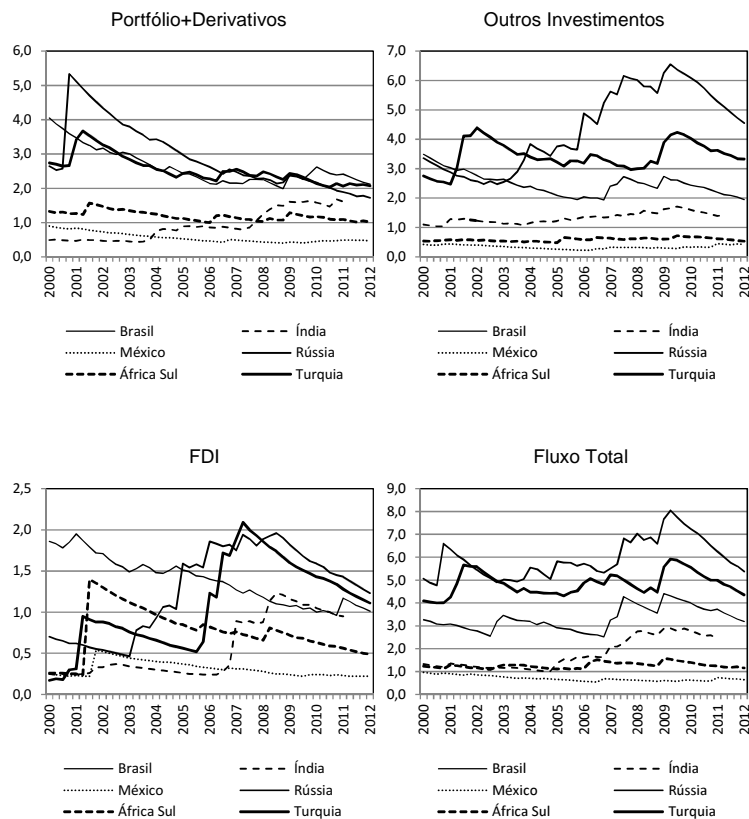 Portfólio+Derivativos
6,0
5,0
4,0
3,0
2,0
1,0
0,0
2000 2001 2002 2003 2004 2005 2006 2007 2008 2009 2010 2011 2012
Brasil Índia
México Rússia
África Sul Turquia
Outros Investimentos
7,0
6,0
5,0
4,0
3,0
2,0
1,0
0,0
2000 2001 2002 2003 2004 2005 2006 2007 2008 2009 2010 2011 2012
Brasil Índia
México Rússia
África Sul Turquia
FDI
2,5
2,0
1,5
1,0
0,5
0,0
2000 2001 2002 2003 2004 2005 2006 2007 2008 2009 2010 2011 2012
Brasil Índia
México Rússia
África Sul Turquia
Fluxo Total
9,0
8,0
7,0
6,0
5,0
4,0
3,0
2,0
1,0
0,0
2000 2001 2002 2003 2004 2005 2006 2007 2008 2009 2010 2011 2012
Brasil Índia
México Rússia
África Sul Turquia